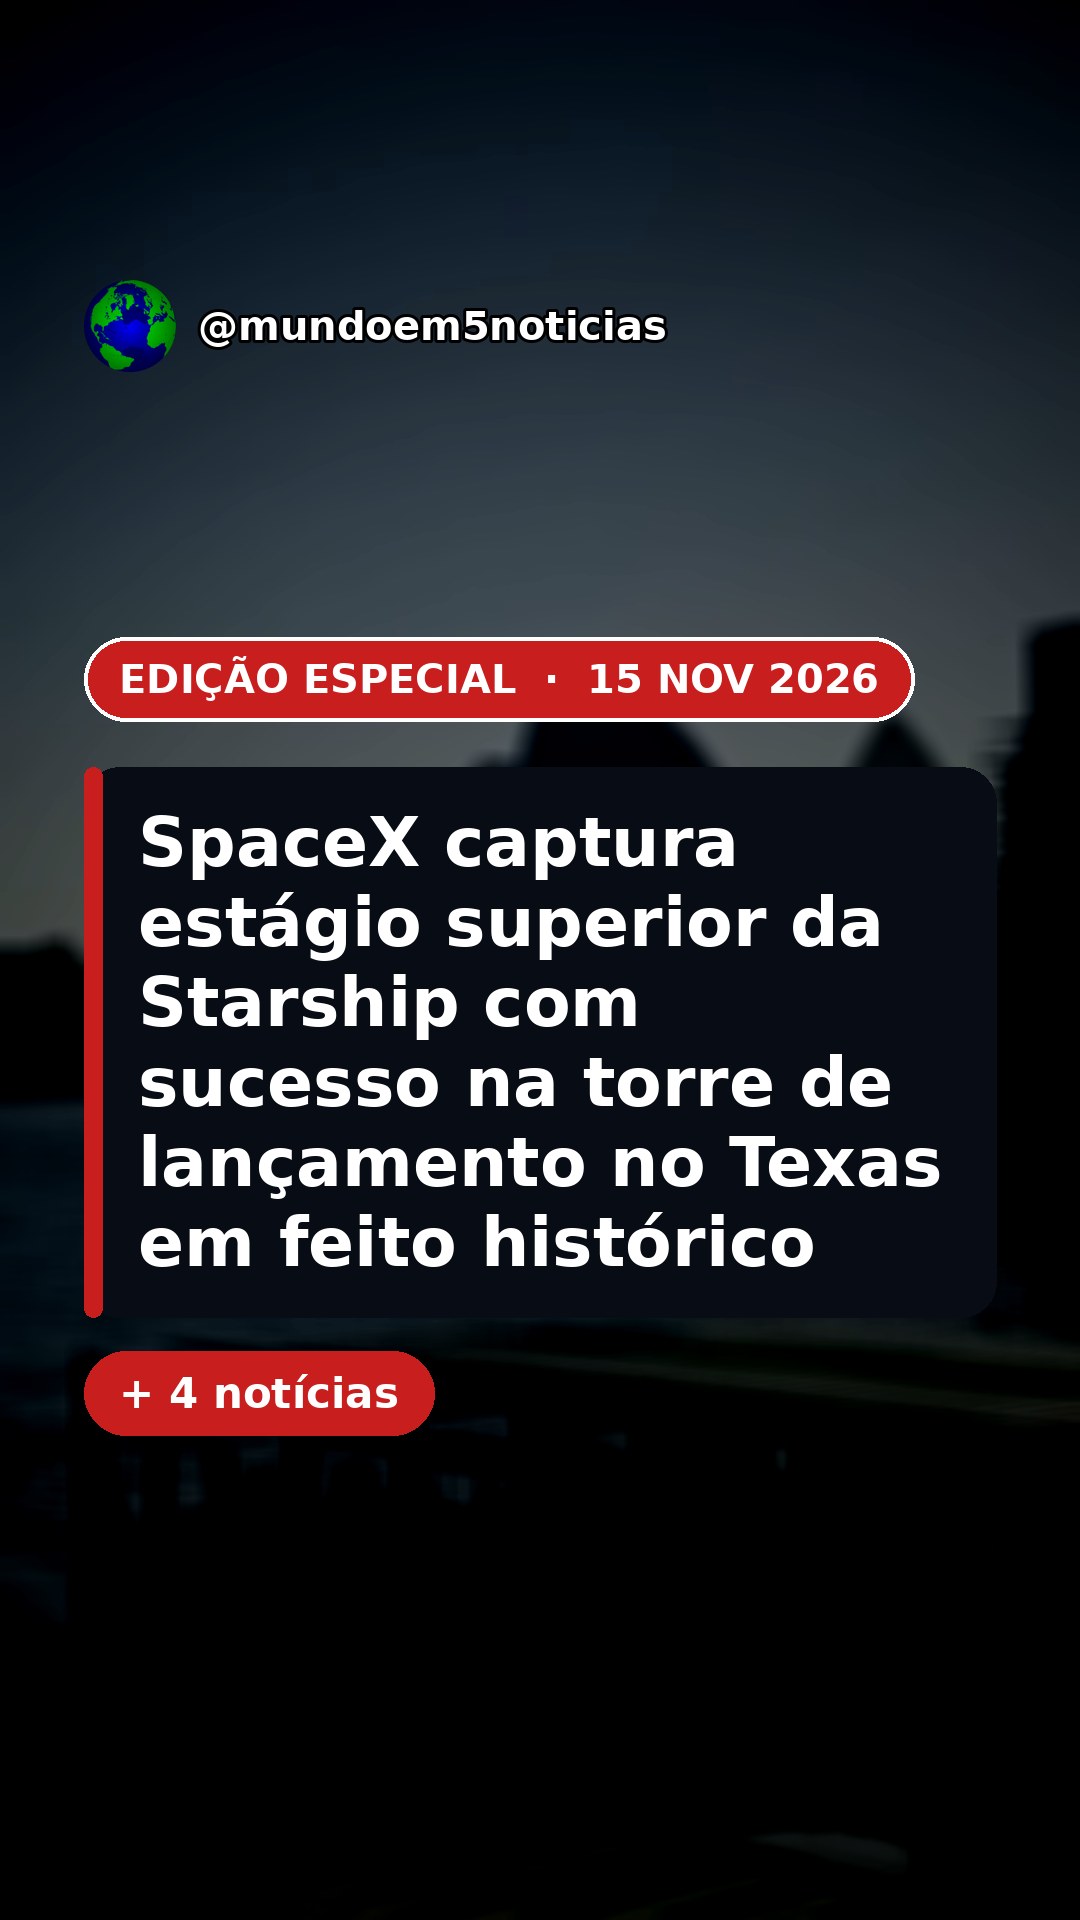 @mundoem5noticias
EDIÇÃO ESPECIAL · 15 NOV 2026
SpaceX captura
estágio superior da
Starship com
sucesso na torre de
lançamento no Texas
em feito histórico
+ 4 notícias